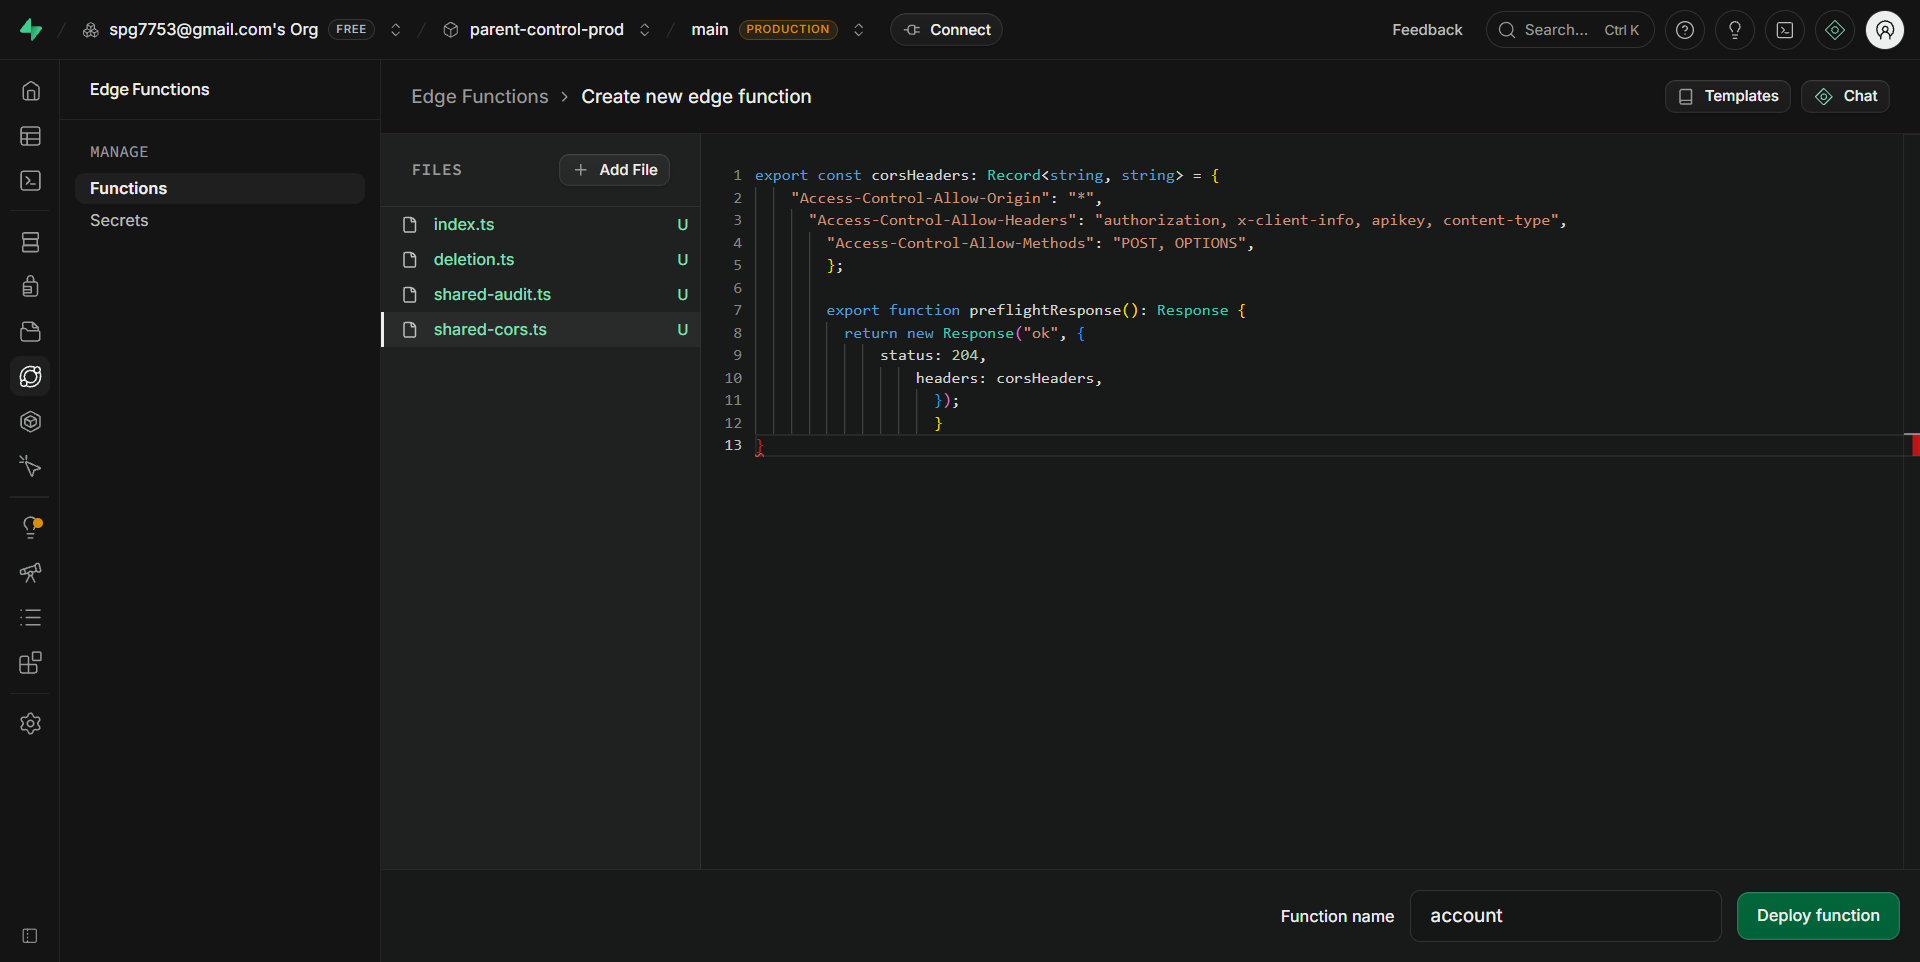 spg7753@gmail.com's Org FREE parent-control-prod main PRODUCTION Connect Feedback Search... Ctrl K
Edge Functions
MANAGE
Functions
Secrets
Edge Functions > Create new edge function Templates Chat
FILES + Add File
index.ts U
deletion.ts U
shared-audit.ts U
shared-cors.ts U
1 export const corsHeaders: Record<string, string> = {
2 "Access-Control-Allow-Origin": "*",
3 "Access-Control-Allow-Headers": "authorization, x-client-info, apikey, content-type",
4 "Access-Control-Allow-Methods": "POST, OPTIONS",
5 };
6
7 export function preflightResponse(): Response {
8 return new Response("ok", {
9 status: 204,
10 headers: corsHeaders,
11 });
12 }
13 }
Function name account Deploy function